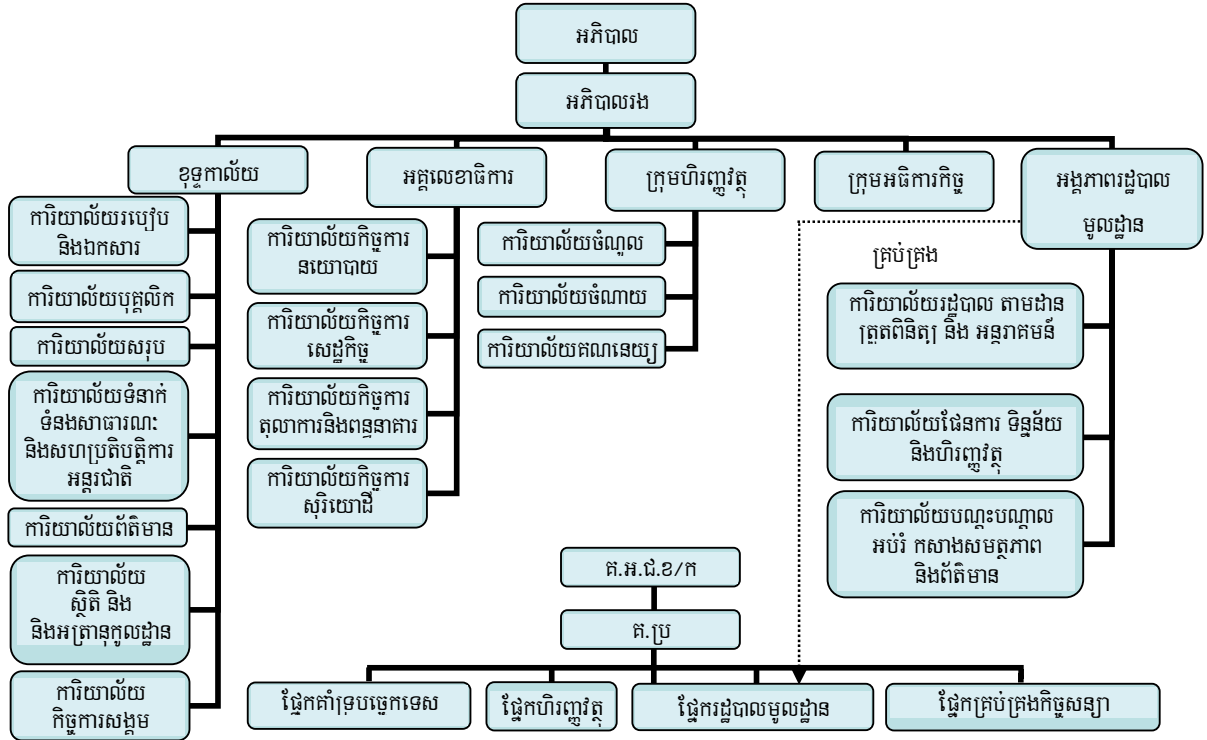 អភិបាល
អភិបាលរង
ខុទ្ទកាល័យ
ការិយាល័យរបៀប
និងឯកសារ
ការិយាល័យបុគ្គលិក
ការិយាល័យសរុប
ការិយាល័យទំនាក់
ទំនងសាធារណៈ
និងសហប្រតិបត្តិការ
អន្តរជាតិ
ការិយាល័យព័ត៌មាន
ការិយាល័យ
ស្ថិតិ និង
និងអត្រានុកូលដ្ឋាន
ការិយាល័យ
កិច្ចការសង្គម
អគ្គលេខាធិការ
ការិយាល័យកិច្ចការ
នយោបាយ
ការិយាល័យកិច្ចការ
សេដ្ឋកិច្ច
ការិយាល័យកិច្ចការ
តុលាការនិងពន្ធនាគារ
ការិយាល័យកិច្ចការ
សុរិយោដី
ក្រុមហិរញ្ញវត្ថុ
ការិយាល័យចំណូល
ការិយាល័យចំណាយ
ការិយាល័យគណនេយ្យ
ក្រុមអធិការកិច្ច
អង្គភាពរដ្ឋបាល
មូលដ្ឋាន
គ្រប់គ្រង
ការិយាល័យរដ្ឋបាល តាមដាន
ត្រួតពិនិត្យ និង អន្តរាគមន៍
ការិយាល័យផែនការ ទិន្នន័យ
និងហិរញ្ញវត្ថុ
ការិយាល័យបណ្តុះបណ្តាល
អប់រំ កសាងសមត្ថភាព
និងព័ត៌មាន
គ.អ.ជ.ខ/ក
គ.ប្រ
ផ្នែកគាំទ្របច្ចេកទេស
ផ្នែកហិរញ្ញវត្ថុ
ផ្នែករដ្ឋបាលមូលដ្ឋាន
ផ្នែកគ្រប់គ្រងកិច្ចសន្យា